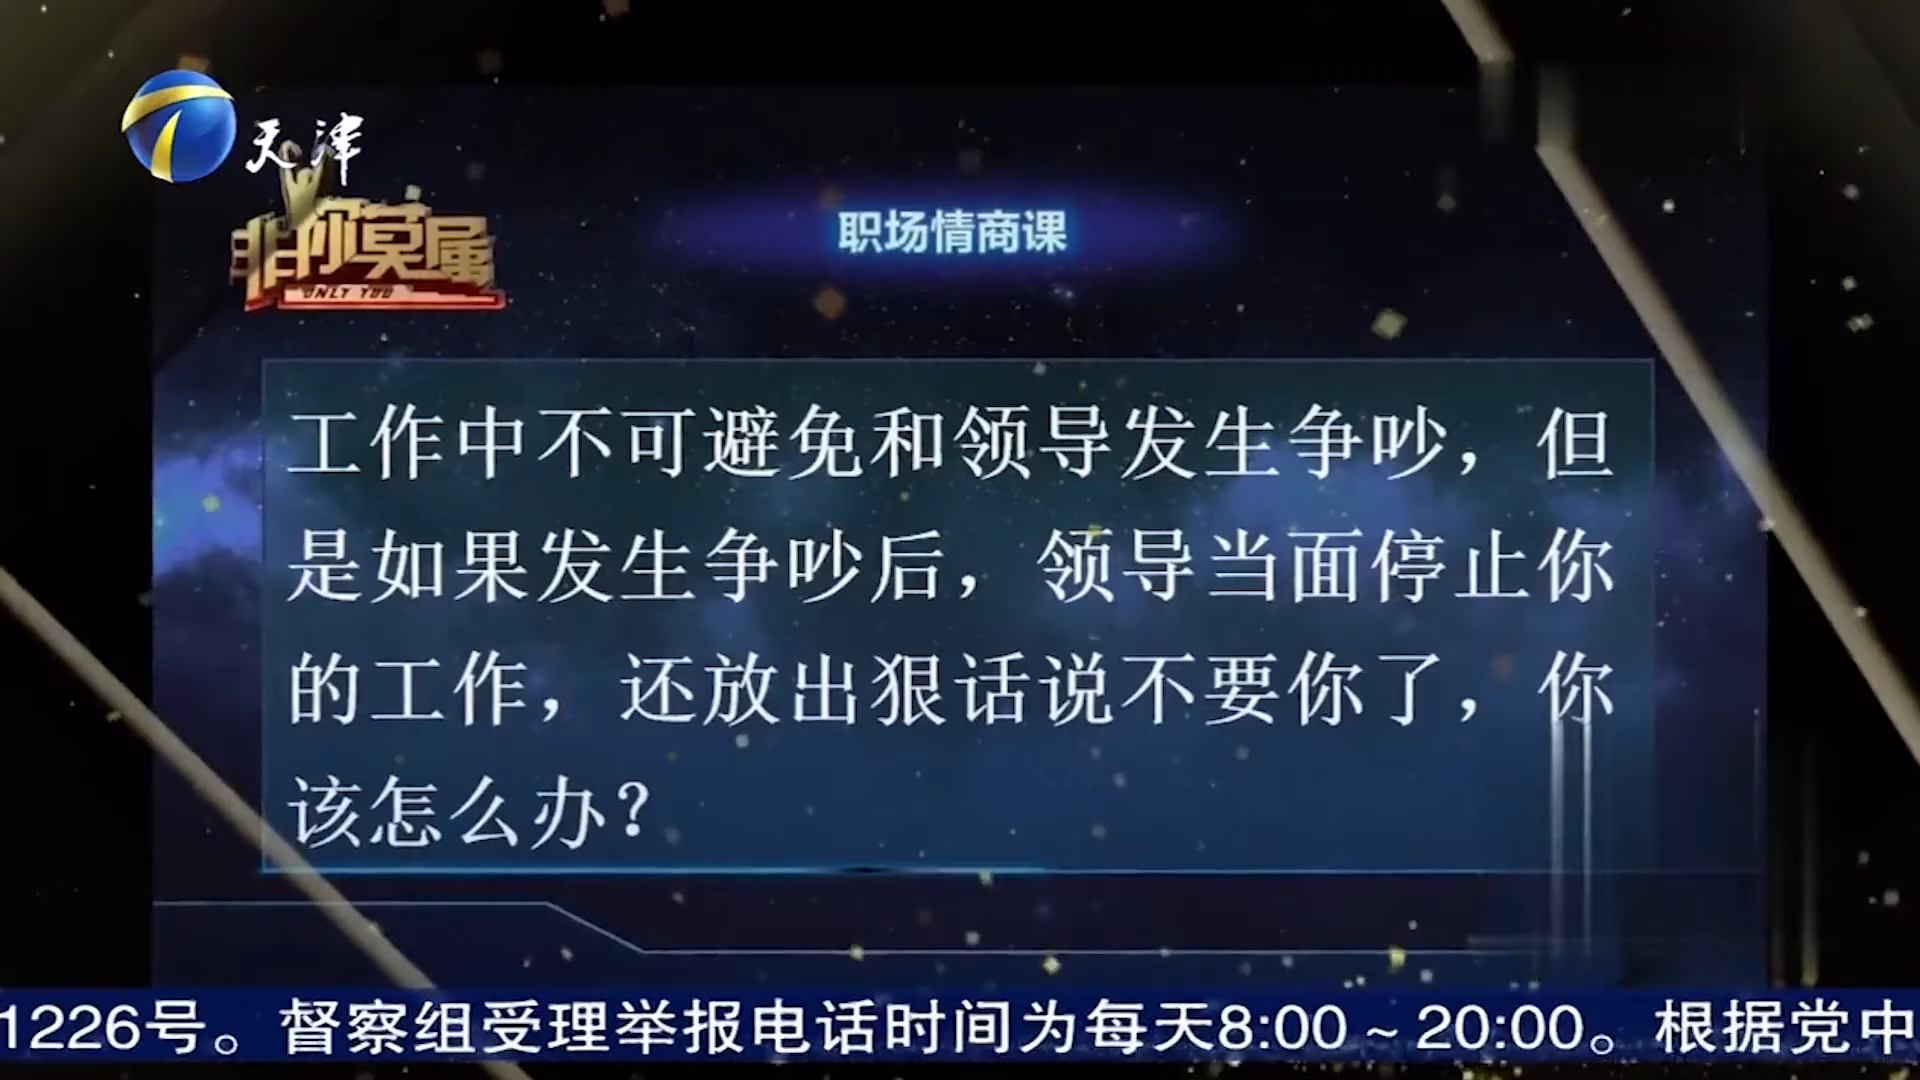 天津
非你莫属
ONLY YOU
职场情商课
工作中不可避免和领导发生争吵，但
是如果发生争吵后，领导当面停止你
的工作，还放出狠话说不要你了，你
该怎么办？
1226号。督察组受理举报电话时间为每天8:00～20:00。根据党中